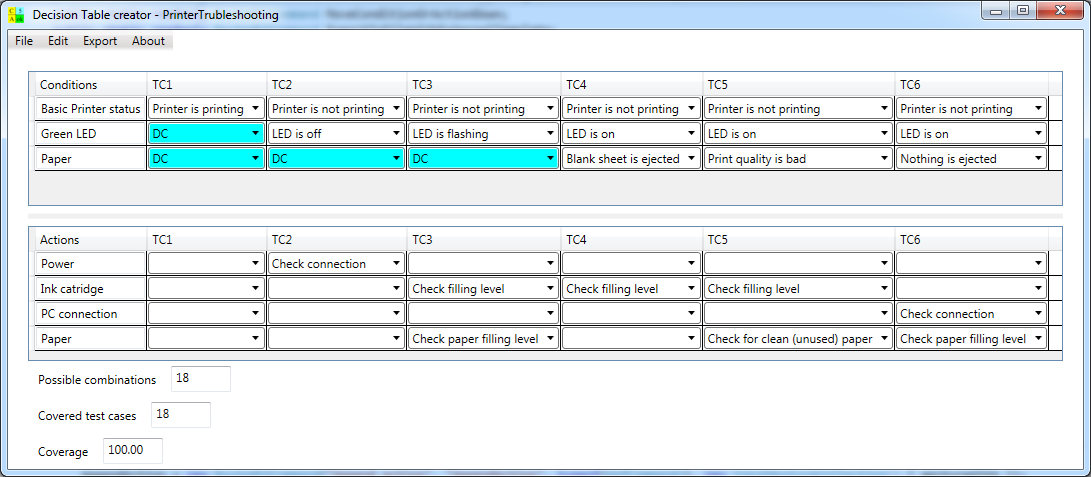 Decision Table creator - PrinterTrubleshooting
File Edit Export About
Conditions TC1 TC2 TC3 TC4 TC5 TC6
Basic Printer status Printer is printing Printer is not printing Printer is not printing Printer is not printing Printer is not printing Printer is not printing
Green LED DC LED is off LED is flashing LED is on LED is on LED is on
Paper DC DC DC Blank sheet is ejected Print quality is bad Nothing is ejected
Actions TC1 TC2 TC3 TC4 TC5 TC6
Power Check connection
Ink catridge Check filling level Check filling level Check filling level
PC connection Check connection
Paper Check paper filling level Check for clean (unused) paper Check paper filling level
Possible combinations 18
Covered test cases 18
Coverage 100.00